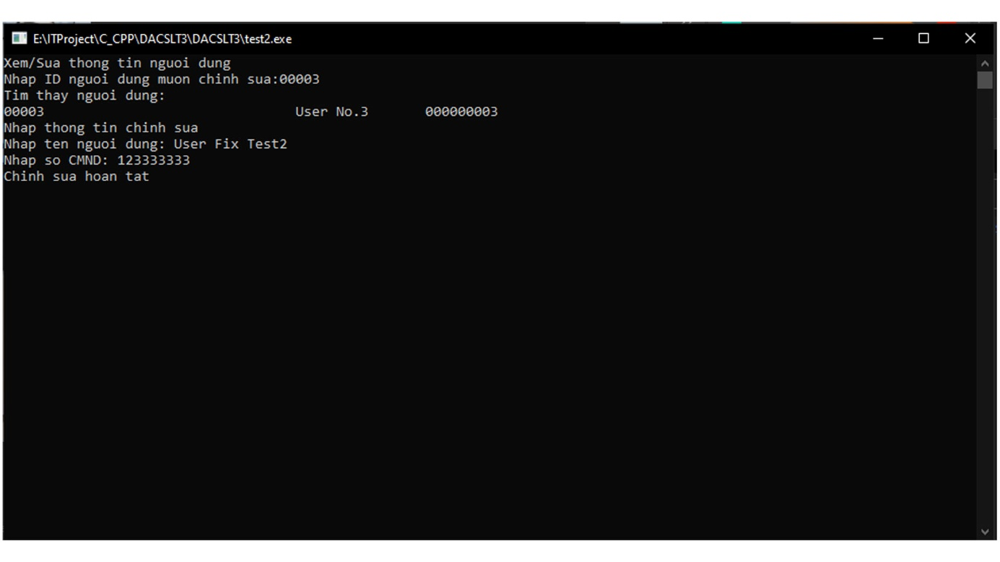 E:\ITProject\C_CPP\DACSLT3\DACSLT3\test2.exe
Xem/Sua thong tin nguoi dung
Nhap ID nguoi dung muon chinh sua:00003
Tim thay nguoi dung:
00003 User No.3 000000003
Nhap thong tin chinh sua
Nhap ten nguoi dung: User Fix Test2
Nhap so CMND: 123333333
Chinh sua hoan tat